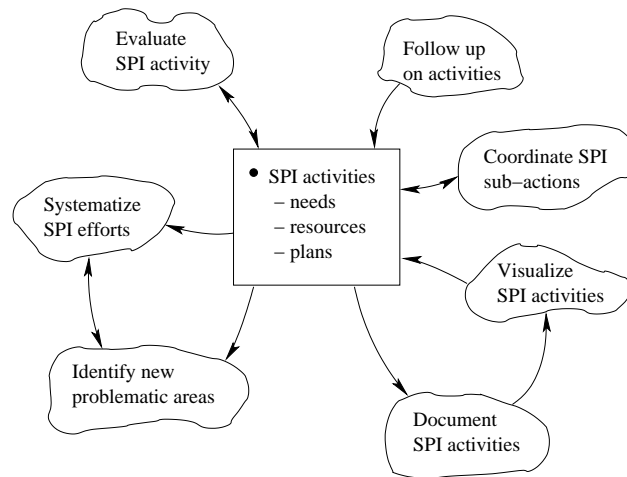 Evaluate
SPI activity
Follow up
on activities
Coordinate SPI
sub−actions
• SPI activities
– needs
– resources
– plans
Systematize
SPI efforts
Visualize
SPI activities
Identify new
problematic areas
Document
SPI activities